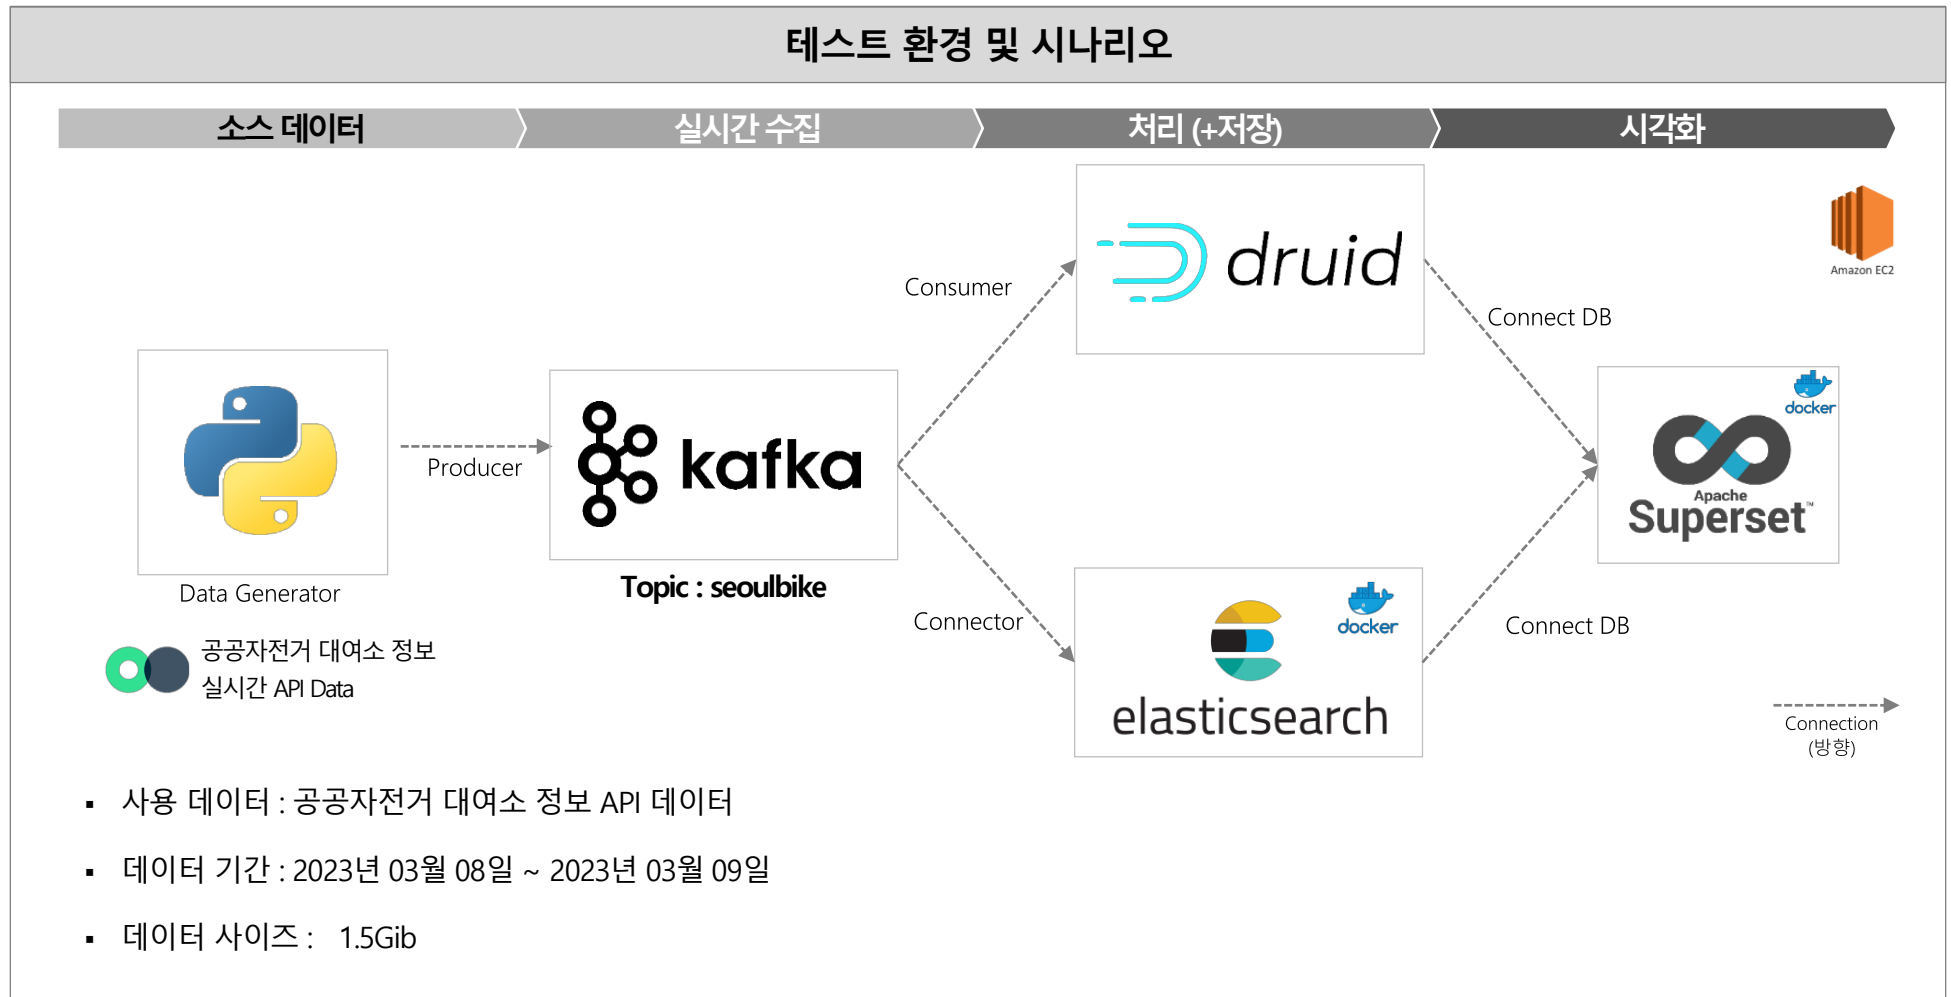 테스트 환경 및 시나리오
소스 데이터
실시간 수집
처리 (+저장)
시각화
druid
Amazon EC2
Consumer
Connect DB
docker
kafka
Producer
Apache
Superset™
Data Generator
Topic : seoulbike
Connector
docker
Connect DB
elasticsearch
공공자전거 대여소 정보
실시간 API Data
Connection
(방향)
▪ 사용 데이터 : 공공자전거 대여소 정보 API 데이터
▪ 데이터 기간 : 2023년 03월 08일 ~ 2023년 03월 09일
▪ 데이터 사이즈 : 1.5Gib